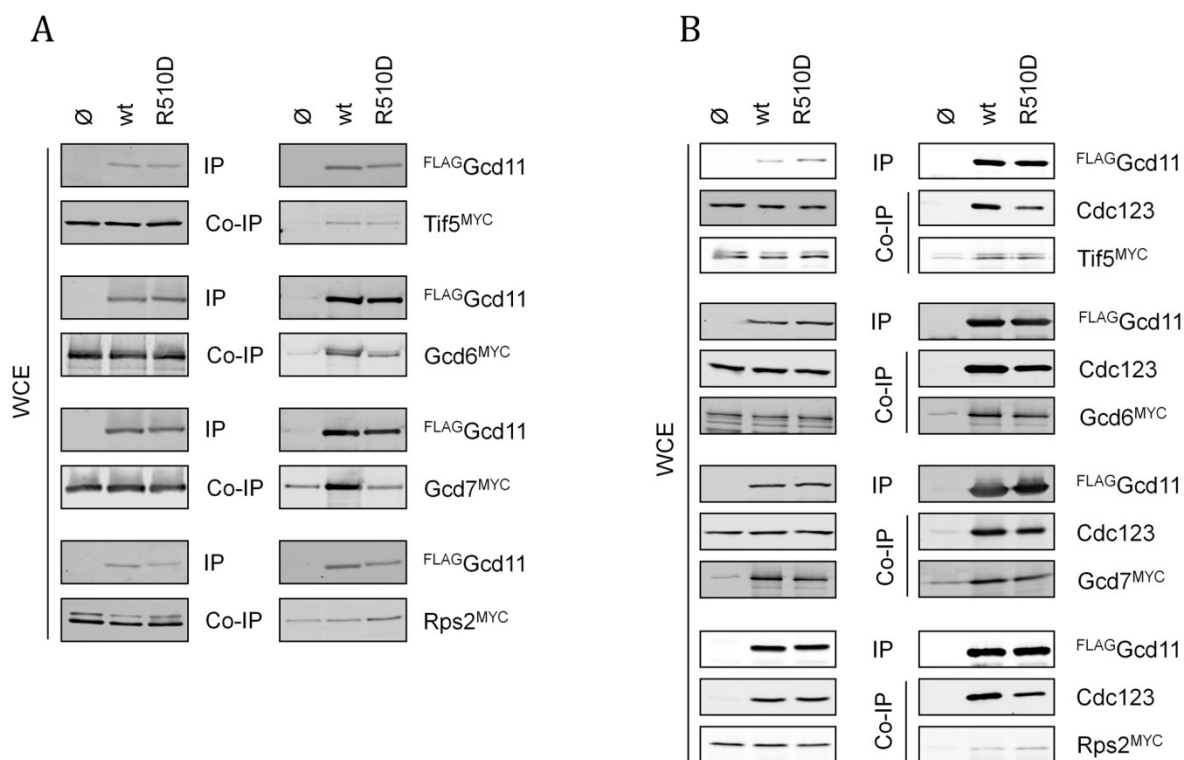 A
Ø wt R510D Ø wt R510D
WCE
IP FLAGGcd11
Co-IP Tif5MYC
IP FLAGGcd11
Co-IP Gcd6MYC
IP FLAGGcd11
Co-IP Gcd7MYC
IP FLAGGcd11
Co-IP Rps2MYC
B
Ø wt R510D Ø wt R510D
WCE
IP FLAGGcd11
Co-IP
Cdc123
Tif5MYC
IP FLAGGcd11
Co-IP
Cdc123
Gcd6MYC
IP FLAGGcd11
Co-IP
Cdc123
Gcd7MYC
IP FLAGGcd11
Co-IP
Cdc123
Rps2MYC